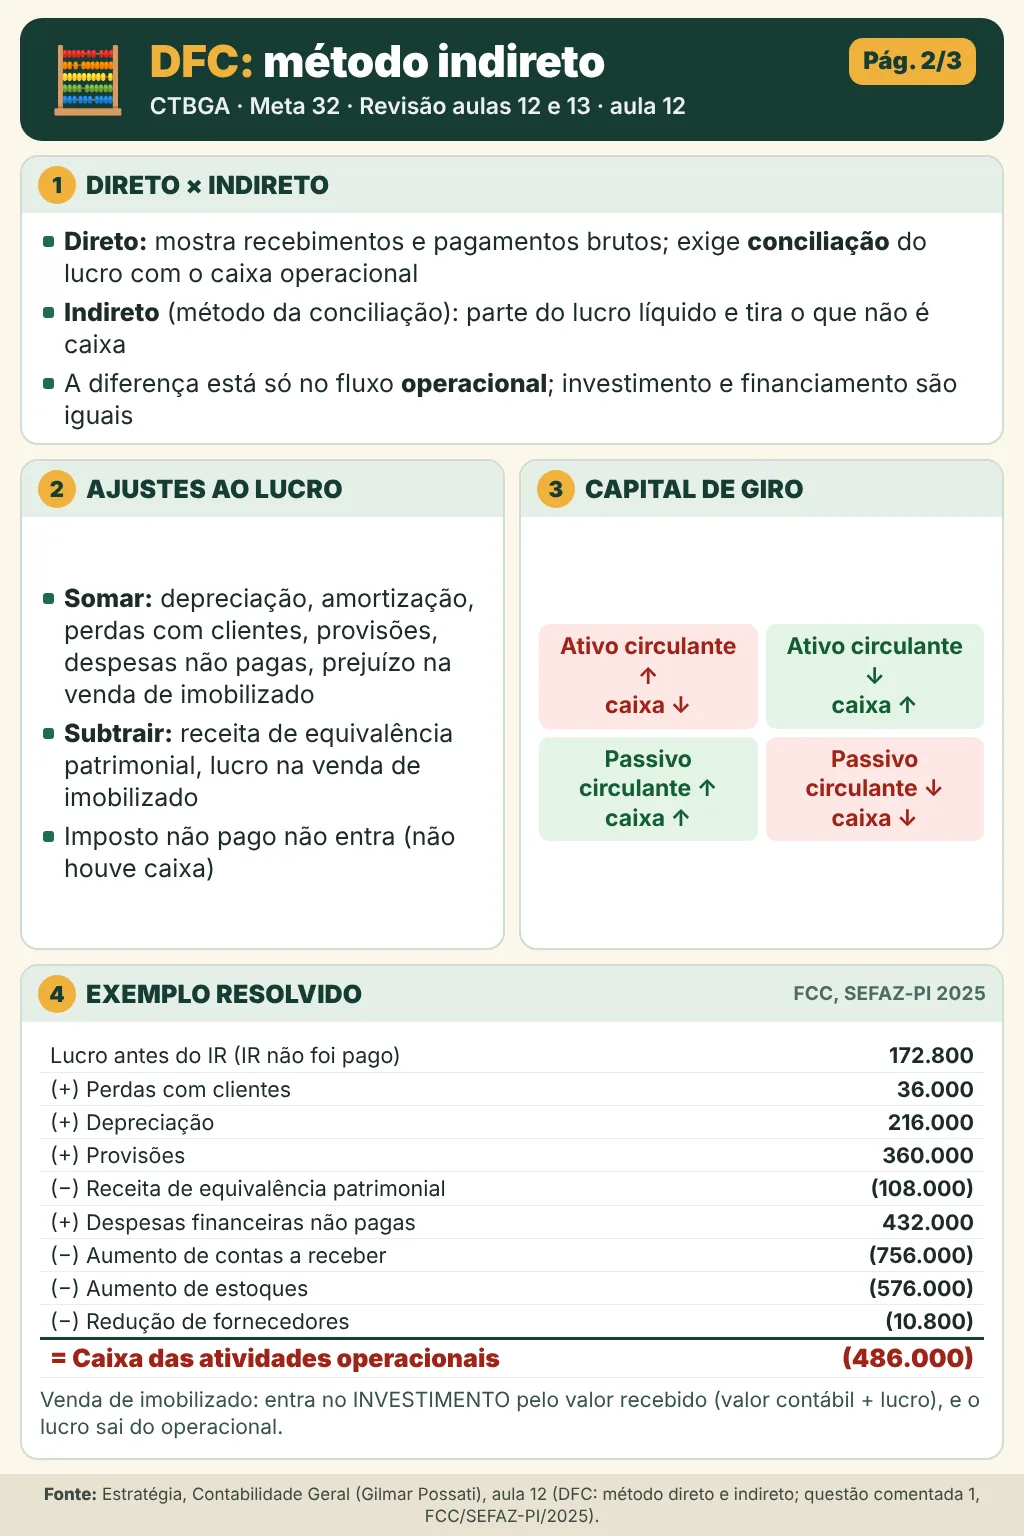 DFC: método indireto
CTBGA · Meta 32 · Revisão aulas 12 e 13 · aula 12
Pág. 2/3
1 DIRETO × INDIRETO
Direto: mostra recebimentos e pagamentos brutos; exige conciliação do
lucro com o caixa operacional
Indireto (método da conciliação): parte do lucro líquido e tira o que não é
caixa
A diferença está só no fluxo operacional; investimento e financiamento são
iguais
2 AJUSTES AO LUCRO
Somar: depreciação, amortização,
perdas com clientes, provisões,
despesas não pagas, prejuízo na
venda de imobilizado
Subtrair: receita de equivalência
patrimonial, lucro na venda de
imobilizado
Imposto não pago não entra (não
houve caixa)
3 CAPITAL DE GIRO
Ativo circulante
↑
caixa ↓
Ativo circulante
↓
caixa ↑
Passivo
circulante ↑
caixa ↑
Passivo
circulante ↓
caixa ↓
4 EXEMPLO RESOLVIDO
FCC, SEFAZ-PI 2025
Lucro antes do IR (IR não foi pago) 172.800
(+) Perdas com clientes 36.000
(+) Depreciação 216.000
(+) Provisões 360.000
(−) Receita de equivalência patrimonial (108.000)
(+) Despesas financeiras não pagas 432.000
(−) Aumento de contas a receber (756.000)
(−) Aumento de estoques (576.000)
(−) Redução de fornecedores (10.800)
= Caixa das atividades operacionais (486.000)
Venda de imobilizado: entra no INVESTIMENTO pelo valor recebido (valor contábil + lucro), e o
lucro sai do operacional.
Fonte: Estratégia, Contabilidade Geral (Gilmar Possati), aula 12 (DFC: método direto e indireto; questão comentada 1,
FCC/SEFAZ-PI/2025).